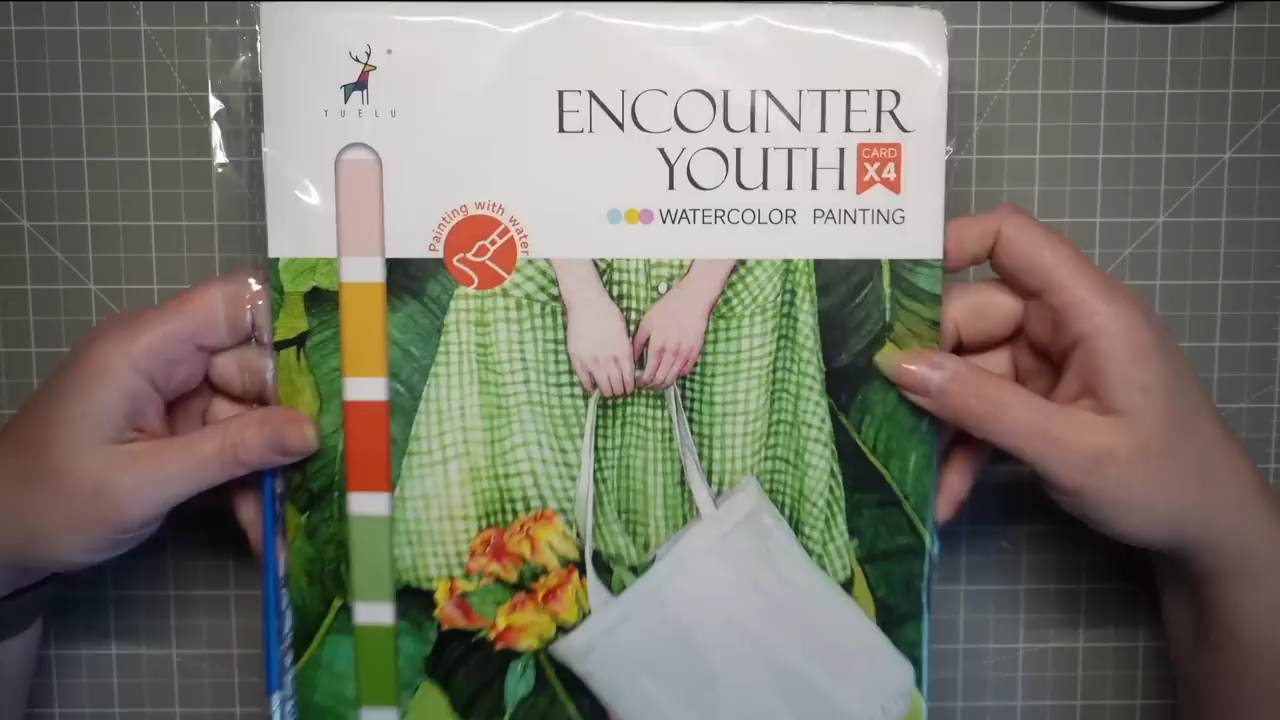 YUELU
ENCOUNTER
YOUTH
CARD
X4
Painting with water
WATERCOLOR PAINTING